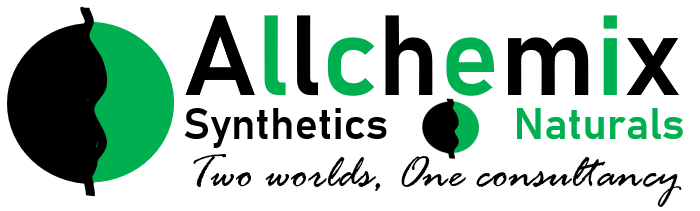 Allchemix
Synthetics Naturals
Two worlds, One consultancy